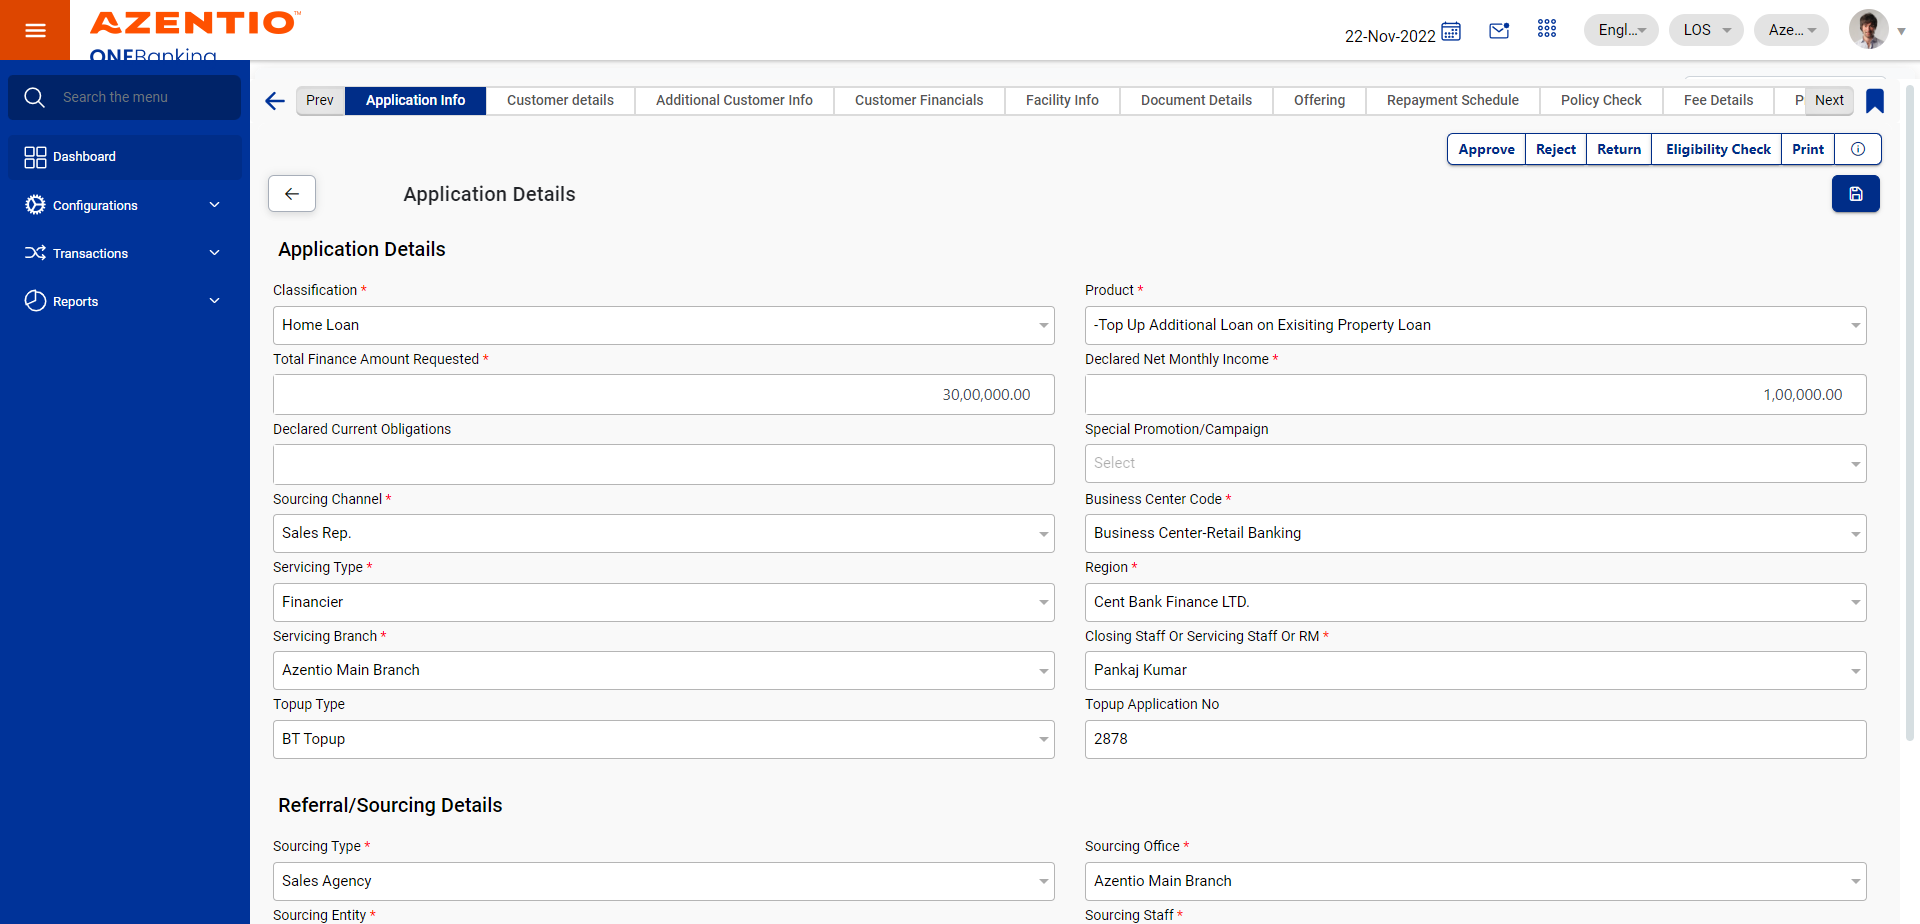 AZENTIO™
ONEBanking
22-Nov-2022
Engl...
LOS
Aze...
Search the menu
Dashboard
Configurations
Transactions
Reports
Prev
Application Info
Customer details
Additional Customer Info
Customer Financials
Facility Info
Document Details
Offering
Repayment Schedule
Policy Check
Fee Details
P
Next
Approve
Reject
Return
Eligibility Check
Print
Application Details
Application Details
Classification *
Product *
Home Loan
-Top Up Additional Loan on Exisiting Property Loan
Total Finance Amount Requested *
Declared Net Monthly Income *
30,00,000.00
1,00,000.00
Declared Current Obligations
Special Promotion/Campaign
Select
Sourcing Channel *
Business Center Code *
Sales Rep.
Business Center-Retail Banking
Servicing Type *
Region *
Financier
Cent Bank Finance LTD.
Servicing Branch *
Closing Staff Or Servicing Staff Or RM *
Azentio Main Branch
Pankaj Kumar
Topup Type
Topup Application No
BT Topup
2878
Referral/Sourcing Details
Sourcing Type *
Sourcing Office *
Sales Agency
Azentio Main Branch
Sourcing Entity *
Sourcing Staff *